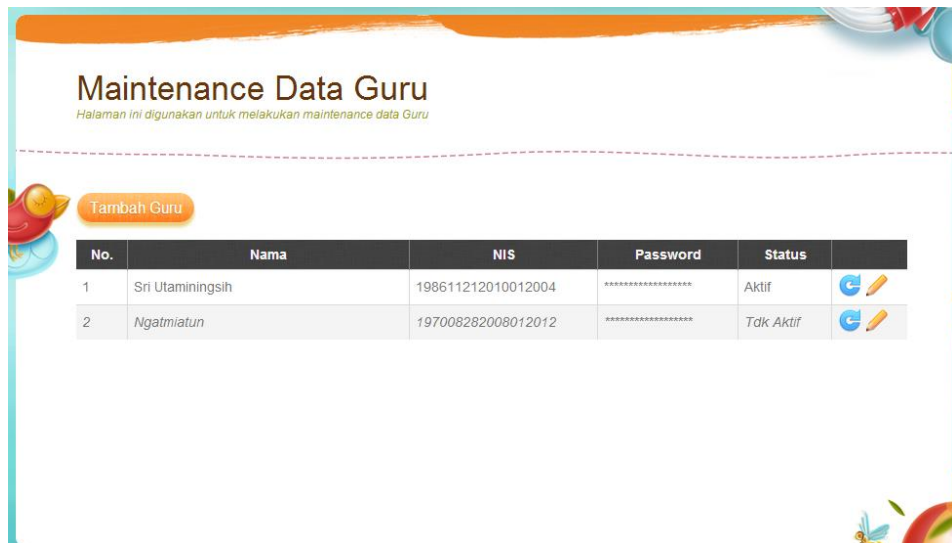 Maintenance Data Guru
Halaman ini digunakan untuk melakukan maintenance data Guru
Tambah Guru
No. Nama NIS Password Status
1 Sri Utaminingsih 198611212010012004 ****************** Aktif
2 Ngatmiatun 197008282008012012 ****************** Tdk Aktif